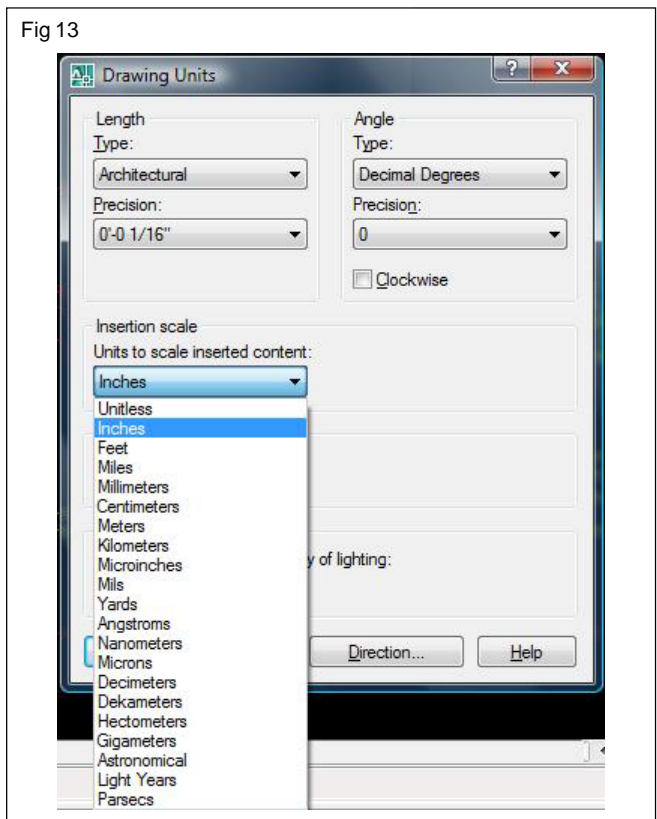 Fig 13
Drawing Units
Length
Type:
Architectural
Precision:
0'-0 1/16"
Angle
Type:
Decimal Degrees
Precision:
0
Clockwise
Insertion scale
Units to scale inserted content:
Inches
Unitless
Inches
Feet
Miles
Millimeters
Centimeters
Meters
Kilometers
Microinches
Mils
Yards
Angstroms
Nanometers
Microns
Decimeters
Dekameters
Hectometers
Gigameters
Astronomical
Light Years
Parsecs
of lighting:
Direction...
Help